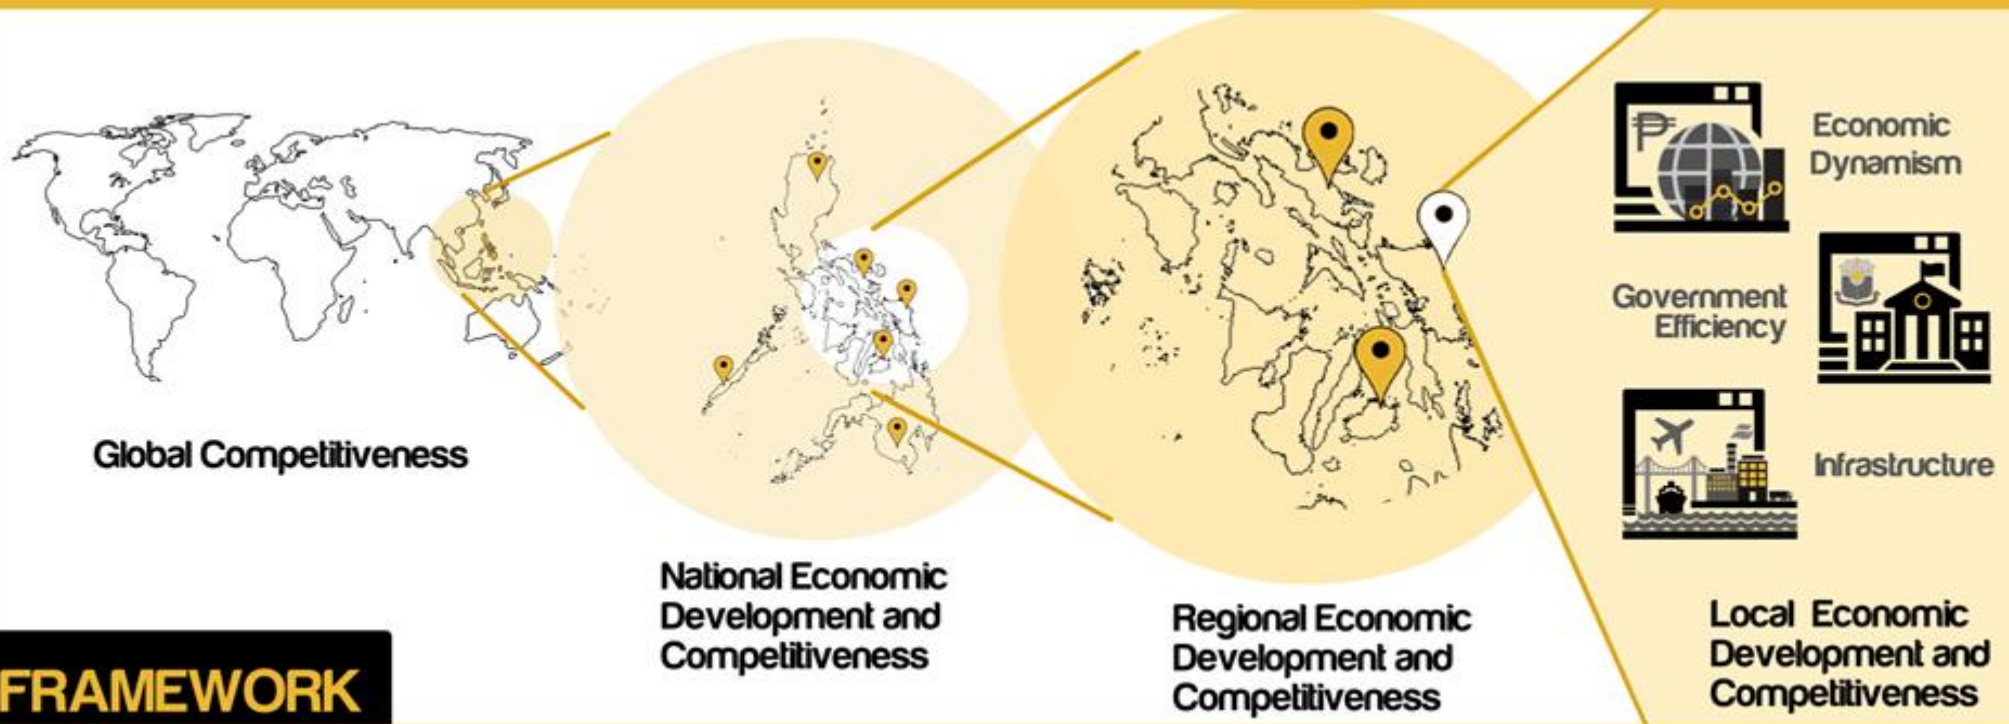 Global Competitiveness
National Economic
Development and
Competitiveness
Regional Economic
Development and
Competitiveness
Economic
Dynamism
Government
Efficiency
Infrastructure
Local Economic
Development and
Competitiveness
FRAMEWORK